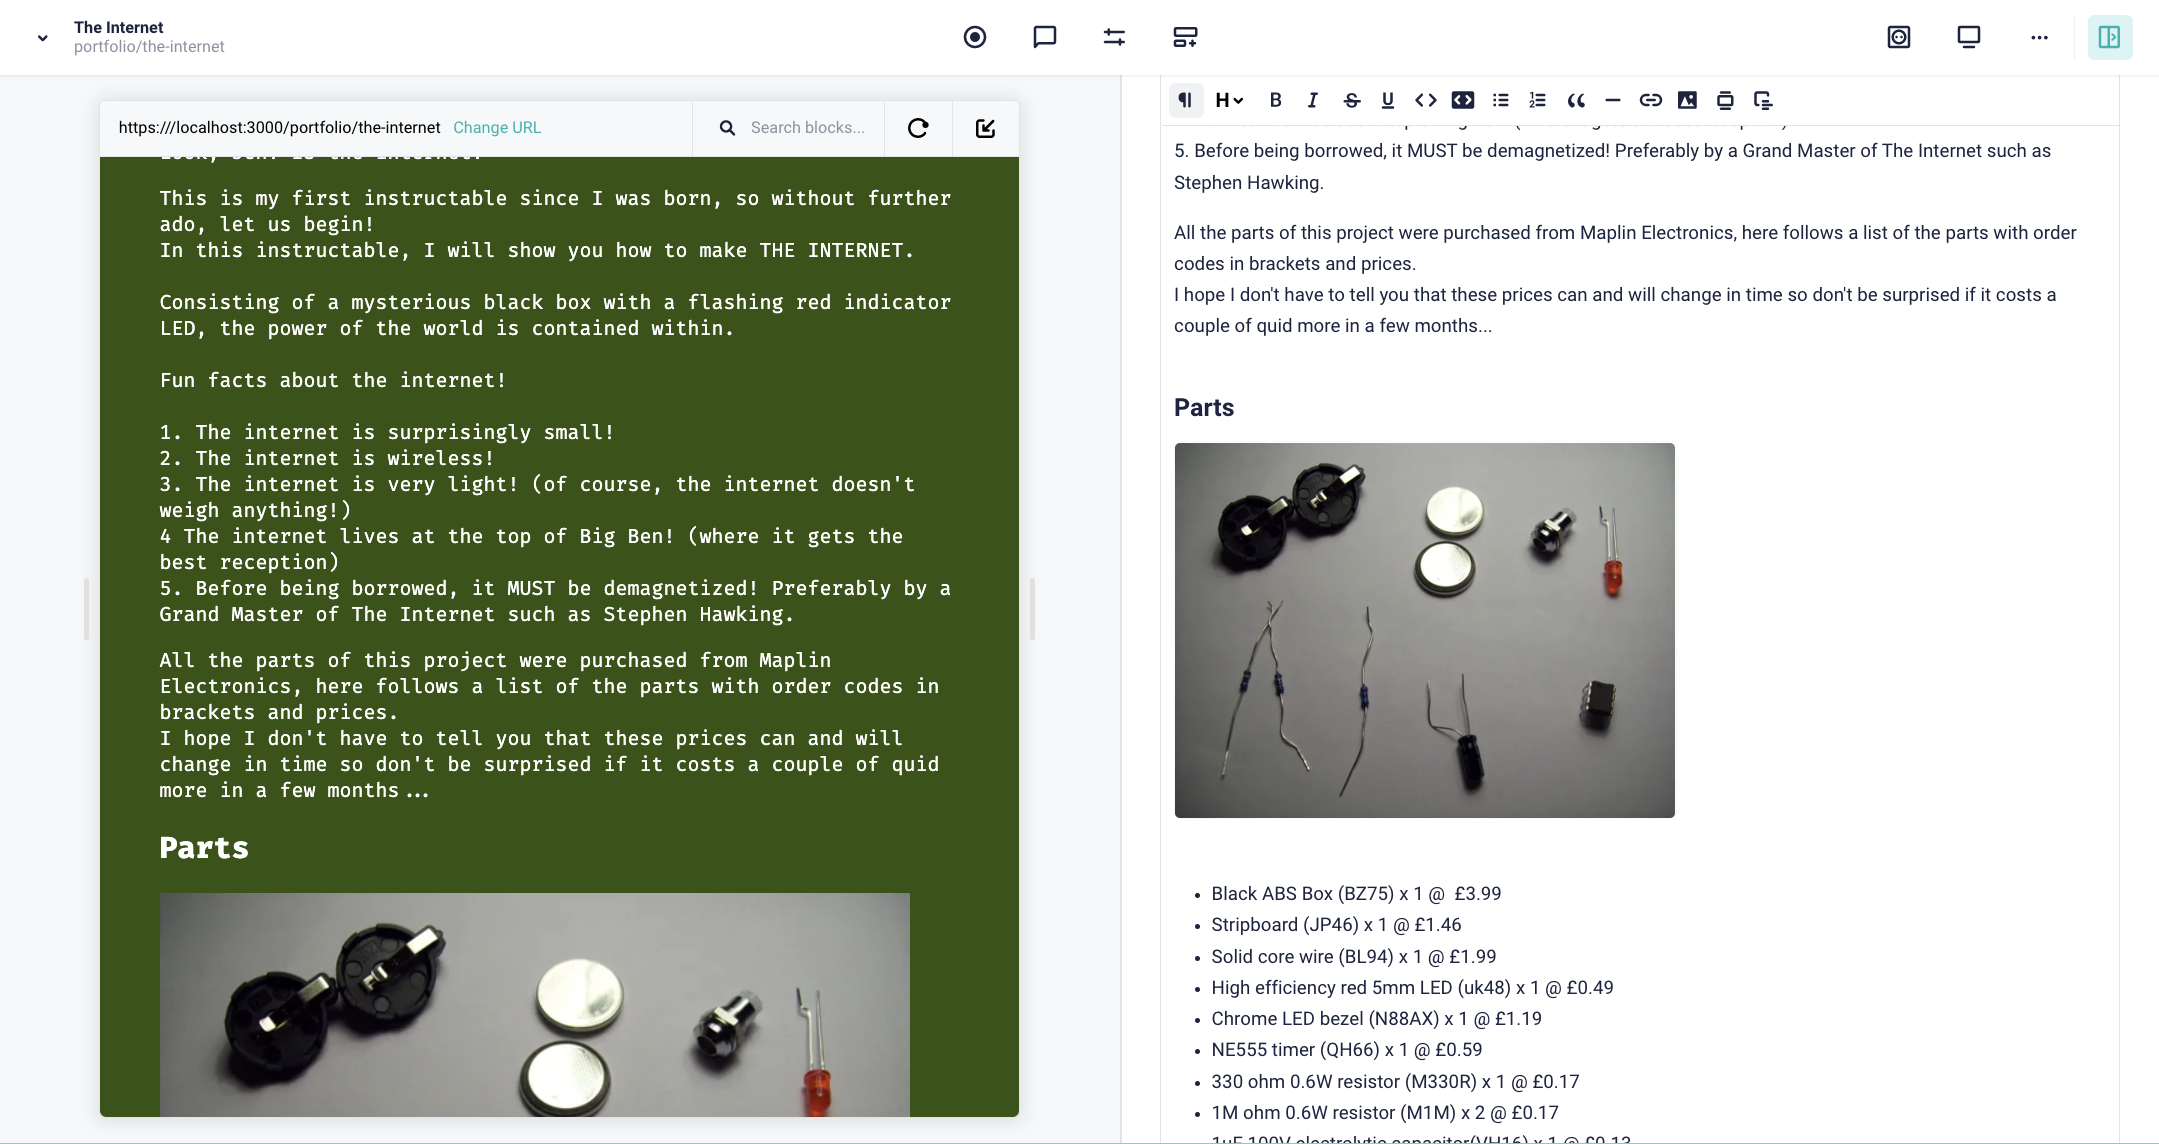 The Internet
portfolio/the-internet
https:///localhost:3000/portfolio/the-internet Change URL
Search blocks...
This is my first instructable since I was born, so without further
ado, let us begin!
In this instructable, I will show you how to make THE INTERNET.
Consisting of a mysterious black box with a flashing red indicator
LED, the power of the world is contained within.
Fun facts about the internet!
1. The internet is surprisingly small!
2. The internet is wireless!
3. The internet is very light! (of course, the internet doesn't
weigh anything!)
4 The internet lives at the top of Big Ben! (where it gets the
best reception)
5. Before being borrowed, it MUST be demagnetized! Preferably by a
Grand Master of The Internet such as Stephen Hawking.
All the parts of this project were purchased from Maplin
Electronics, here follows a list of the parts with order codes in
brackets and prices.
I hope I don't have to tell you that these prices can and will
change in time so don't be surprised if it costs a couple of quid
more in a few months...
Parts
H
B
I
S
U
5. Before being borrowed, it MUST be demagnetized! Preferably by a Grand Master of The Internet such as
Stephen Hawking.
All the parts of this project were purchased from Maplin Electronics, here follows a list of the parts with order
codes in brackets and prices.
I hope I don't have to tell you that these prices can and will change in time so don't be surprised if it costs a
couple of quid more in a few months...
Parts
• Black ABS Box (BZ75) x 1 @  £3.99
• Stripboard (JP46) x 1 @ £1.46
• Solid core wire (BL94) x 1 @ £1.99
• High efficiency red 5mm LED (uk48) x 1 @ £0.49
• Chrome LED bezel (N88AX) x 1 @ £1.19
• NE555 timer (QH66) x 1 @ £0.59
• 330 ohm 0.6W resistor (M330R) x 1 @ £0.17
• 1M ohm 0.6W resistor (M1M) x 2 @ £0.17